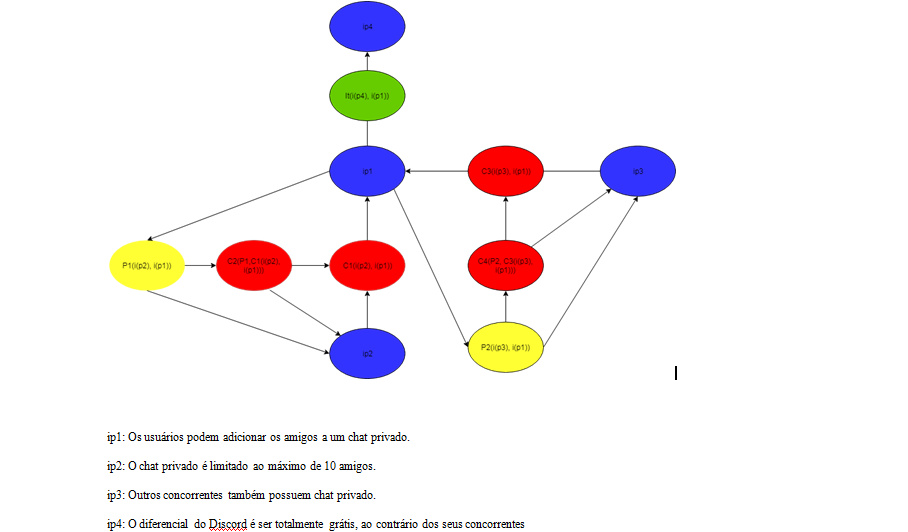 ip4
It(i(p4), i(p1))
ip1
C3(i(p3), i(p1))
ip3
P1(i(p2), i(p1))
C2(P1,C1(i(p2),
i(p1)))
C1(i(p2), i(p1))
C4(P2, C3(i(p3),
i(p1)))
ip2
P2(i(p3), i(p1))
ip1: Os usuários podem adicionar os amigos a um chat privado.
ip2: O chat privado é limitado ao máximo de 10 amigos.
ip3: Outros concorrentes também possuem chat privado.
ip4: O diferencial do Discord é ser totalmente grátis, ao contrário dos seus concorrentes